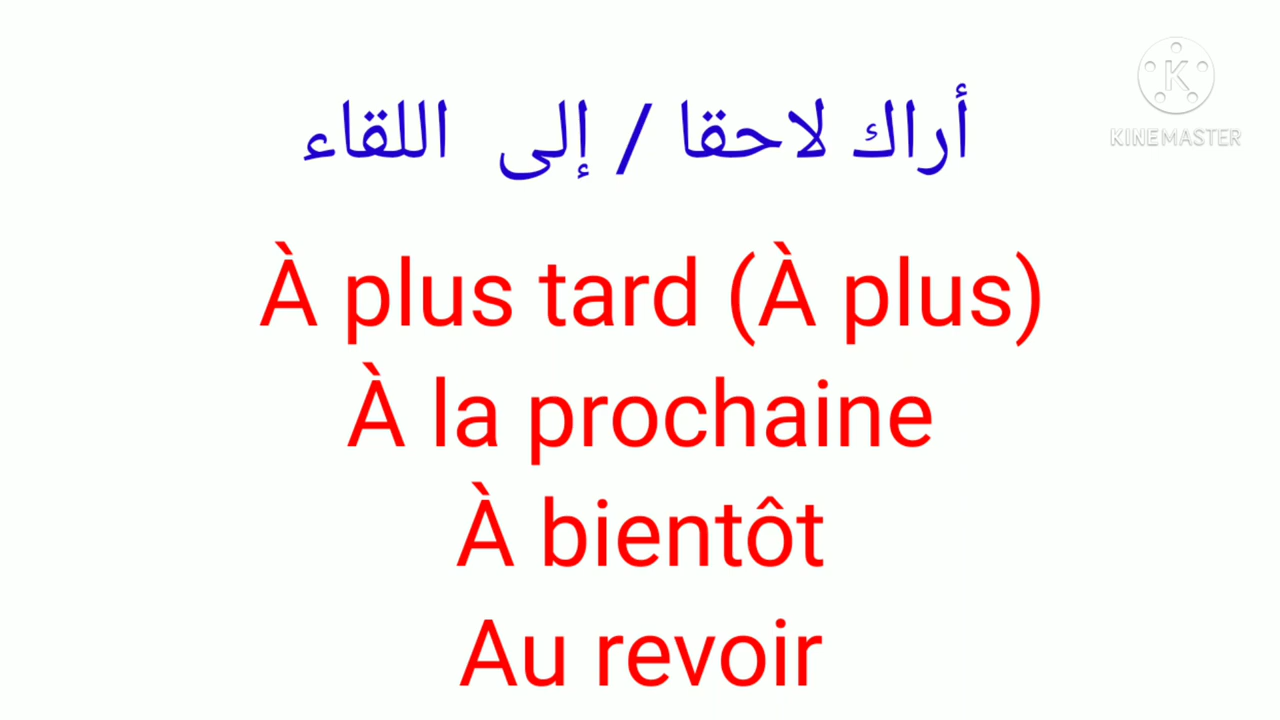 أراك لاحقا / إلى اللقاء
K
KINEMASTER
À plus tard (À plus)
À la prochaine
À bientôt
Au revoir